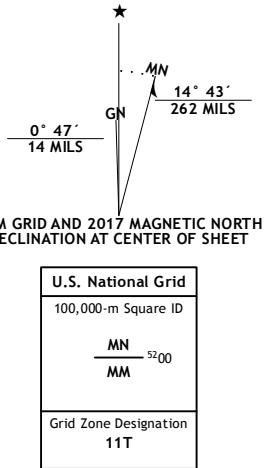 MN
GN
14° 43´
262 MILS
0° 47´
14 MILS
M GRID AND 2017 MAGNETIC NORTH
ECLINATION AT CENTER OF SHEET
U.S. National Grid
100,000-m Square ID
MN
5200
MM
Grid Zone Designation
11T